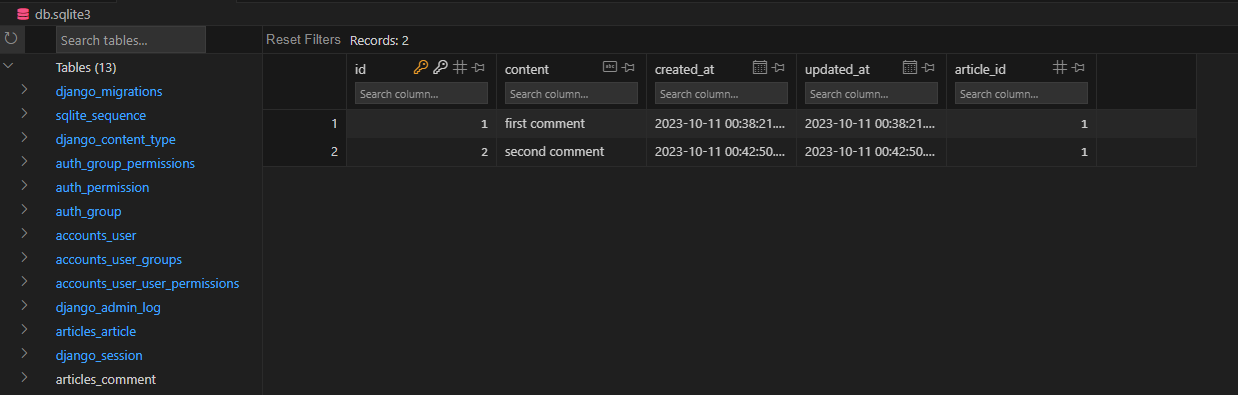 db.sqlite3
Search tables...
Reset Filters Records: 2
Tables (13)
django_migrations
sqlite_sequence
django_content_type
auth_group_permissions
auth_permission
auth_group
accounts_user
accounts_user_groups
accounts_user_user_permissions
django_admin_log
articles_article
django_session
articles_comment
id content created_at updated_at article_id
Search column... Search column... Search column... Search column... Search column...
1 1 first comment 2023-10-11 00:38:21.... 2023-10-11 00:38:21.... 1
2 2 second comment 2023-10-11 00:42:50.... 2023-10-11 00:42:50.... 1